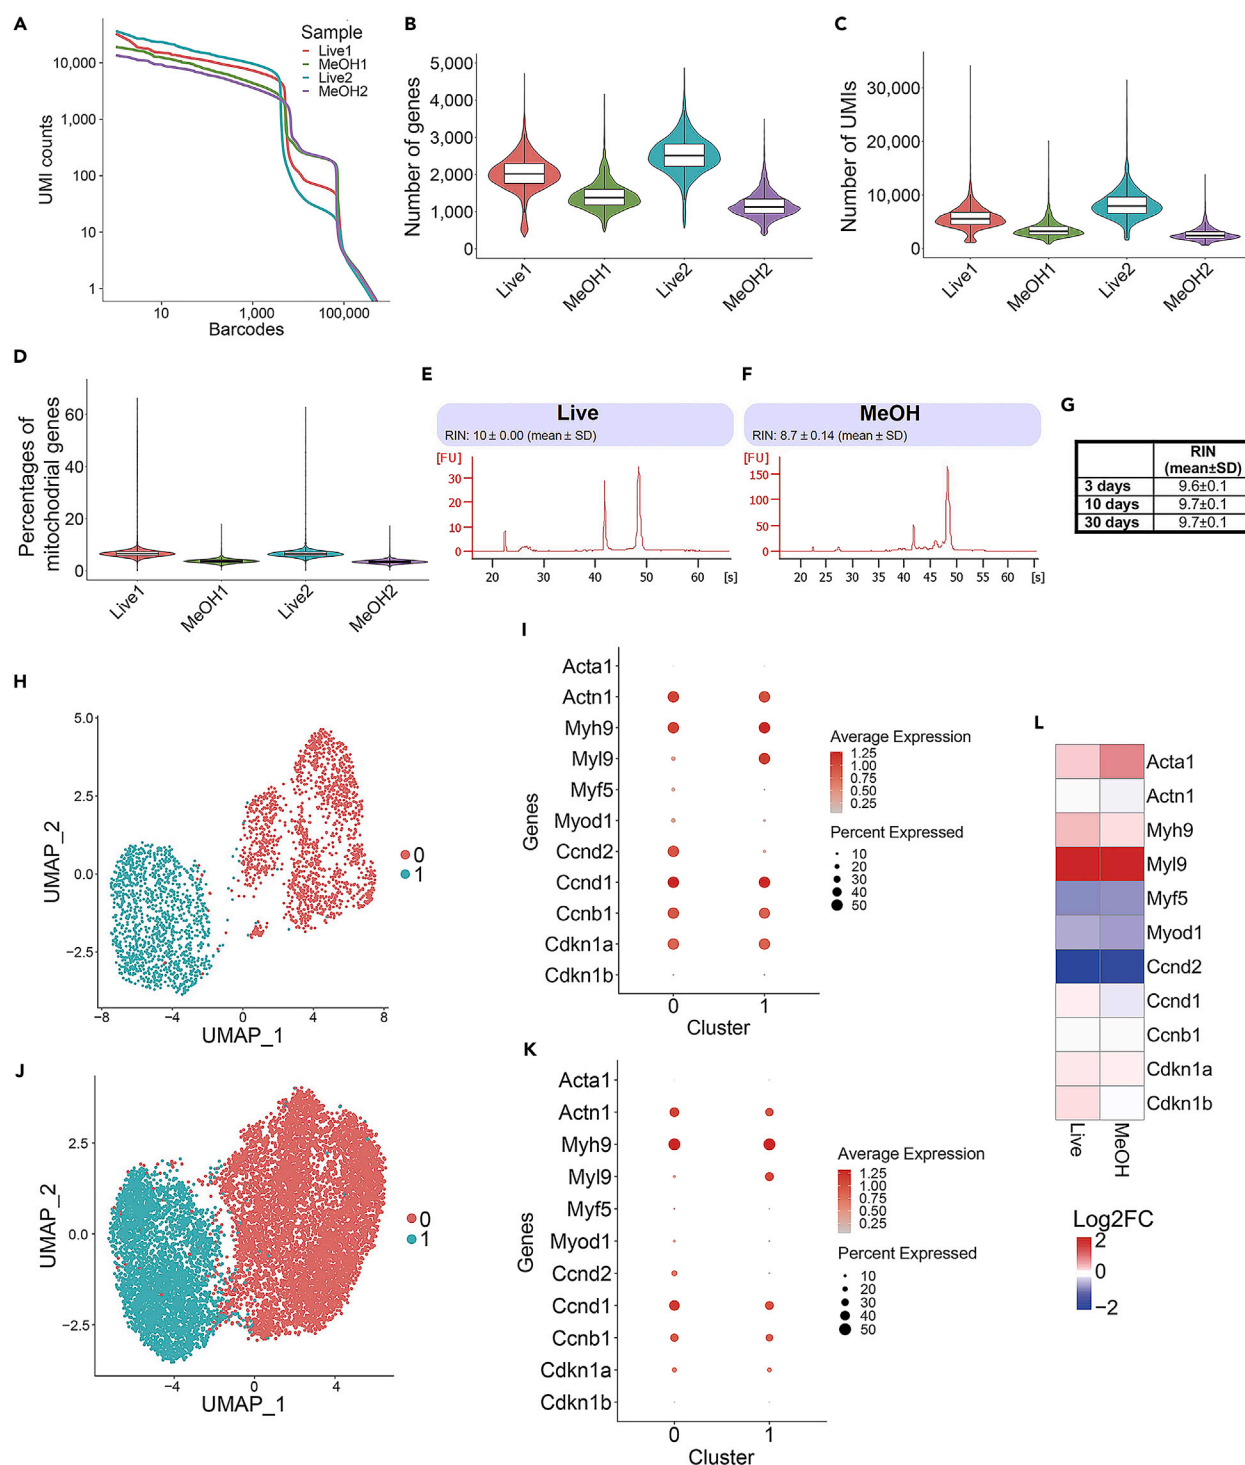 A
Sample
Live1
MeOH1
Live2
MeOH2
UMI counts
10,000
1,000
100
10
1
10
1,000
100,000
Barcodes
B
Number of genes
5,000
4,000
3,000
2,000
1,000
0
Live1
MeOH1
Live2
MeOH2
C
Number of UMIs
30,000
20,000
10,000
0
Live1
MeOH1
Live2
MeOH2
D
Percentages of
mitochodrial genes
60
40
20
0
Live1
MeOH1
Live2
MeOH2
E
Live
RIN: 10 ± 0.00 (mean ± SD)
[FU]
30
20
10
0
20 30 40 50 60 [s]
F
MeOH
RIN: 8.7 ± 0.14 (mean ± SD)
[FU]
150
100
50
0
20 25 30 35 40 45 50 55 60 [s]
G
RIN
(mean±SD)
3 days 9.6±0.1
10 days 9.7±0.1
30 days 9.7±0.1
H
UMAP_2
5.0
2.5
0.0
−2.5
−8 −4 0 4 8
UMAP_1
0
1
I
Genes
Acta1
Actn1
Myh9
Myl9
Myf5
Myod1
Ccnd2
Ccnd1
Ccnb1
Cdkn1a
Cdkn1b
0 1
Cluster
Average Expression
1.25
1.00
0.75
0.50
0.25
Percent Expressed
10
20
30
40
50
J
UMAP_2
2.5
0.0
−2.5
−4 0 4
UMAP_1
0
1
K
Genes
Acta1
Actn1
Myh9
Myl9
Myf5
Myod1
Ccnd2
Ccnd1
Ccnb1
Cdkn1a
Cdkn1b
0 1
Cluster
Average Expression
1.25
1.00
0.75
0.50
0.25
Percent Expressed
10
20
30
40
50
L
Acta1
Actn1
Myh9
Myl9
Myf5
Myod1
Ccnd2
Ccnd1
Ccnb1
Cdkn1a
Cdkn1b
Live
MeOH
Log2FC
2
0
−2